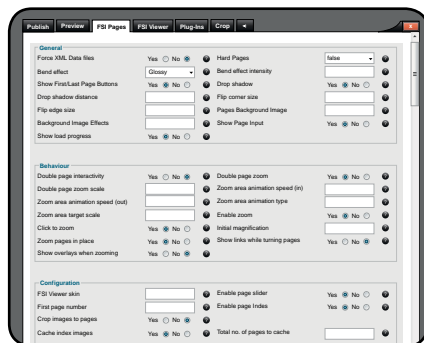 Publish Preview FSI Pages FSI Viewer Plug-Ins Crop
General
Force XML Data files Yes No ? Hard Pages false ?
Bend effect Glossy ? Bend effect intensity ?
Show First/Last Page Buttons Yes No ? Drop shadow Yes No ?
Drop shadow distance ? Flip corner size ?
Flip edge size ? Pages Background Image ?
Background Image Effects ? Show Page Input Yes No ?
Show load progress Yes No ?
Behaviour
Double page interactivity Yes No ? Double page zoom Yes No ?
Double page zoom scale ? Zoom area animation speed (in) ?
Zoom area animation speed (out) ? Zoom area animation type ?
Zoom area target scale ? Enable zoom Yes No ?
Click to zoom Yes No ? Initial magnification ?
Zoom pages in place Yes No ? Show links while turning pages Yes No ?
Show overlays when zooming Yes No ?
Configuration
FSI Viewer skin ? Enable page slider Yes No ?
First page number ? Enable page Indes Yes No ?
Crop images to pages Yes No ?
Cache index images Yes No ? Total no. of pages to cache ?